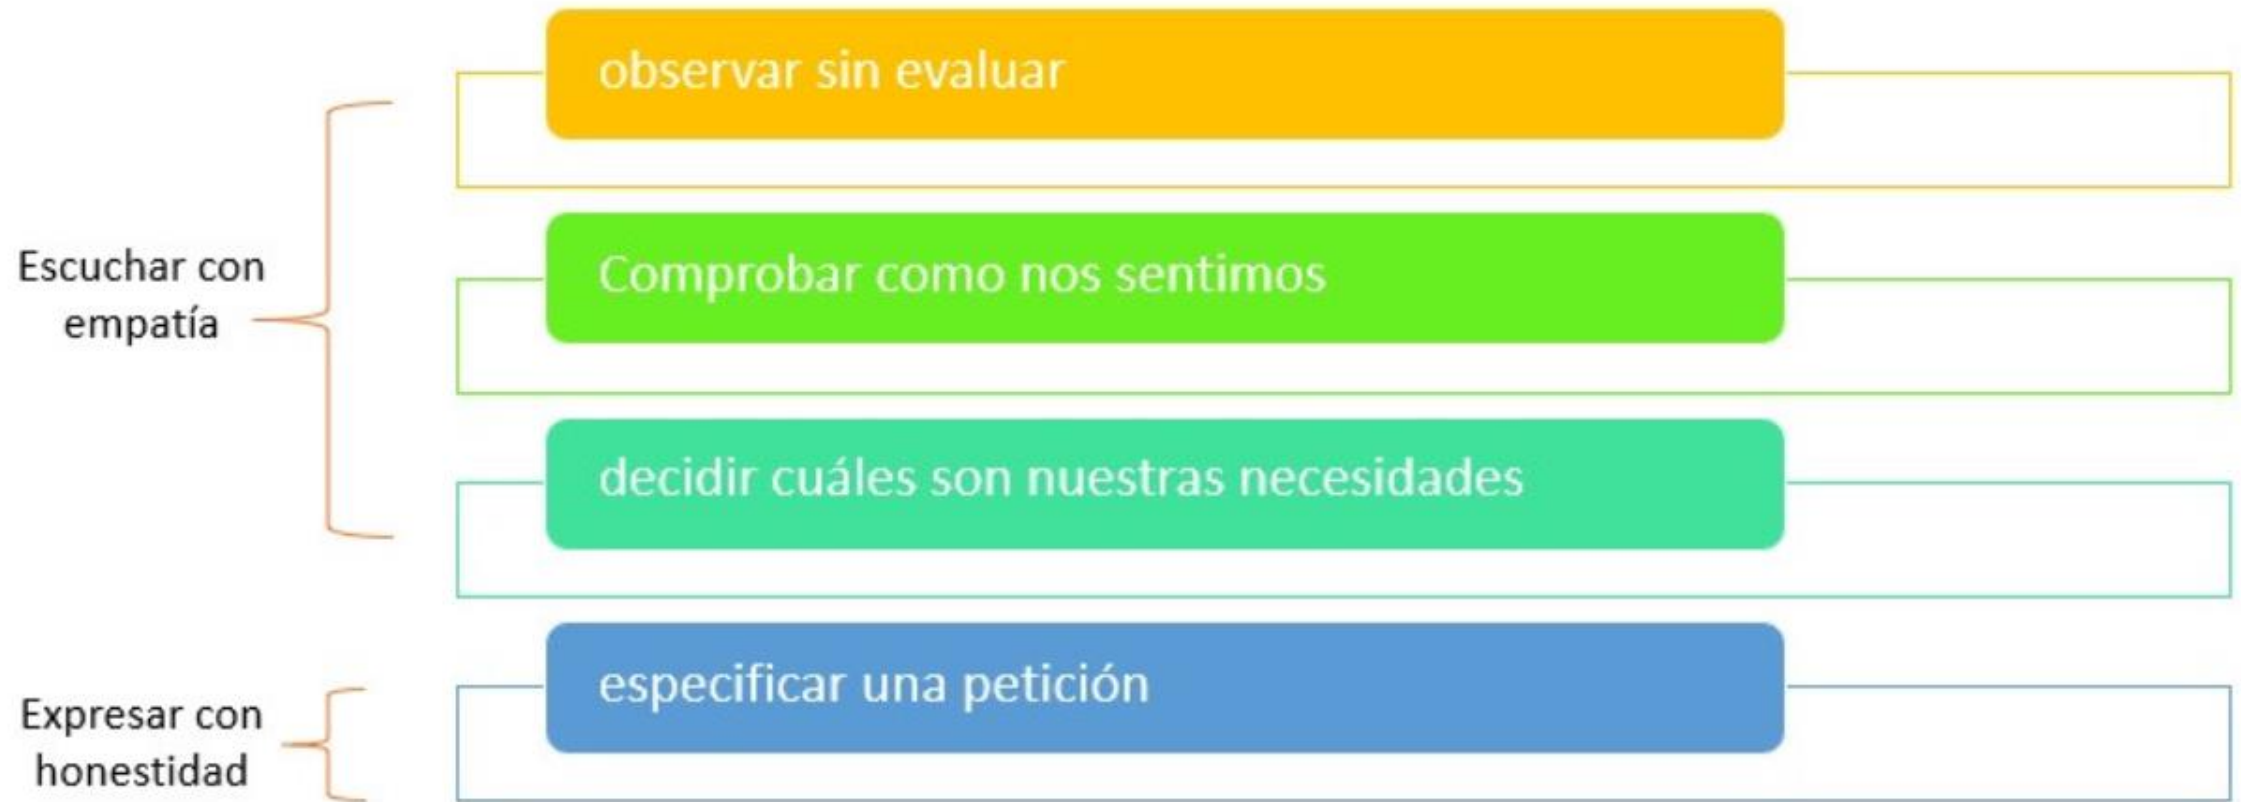 observar sin evaluar
Escuchar con
empatía
Comprobar como nos sentimos
decidir cuáles son nuestras necesidades
Expresar con
honestidad
especificar una petición